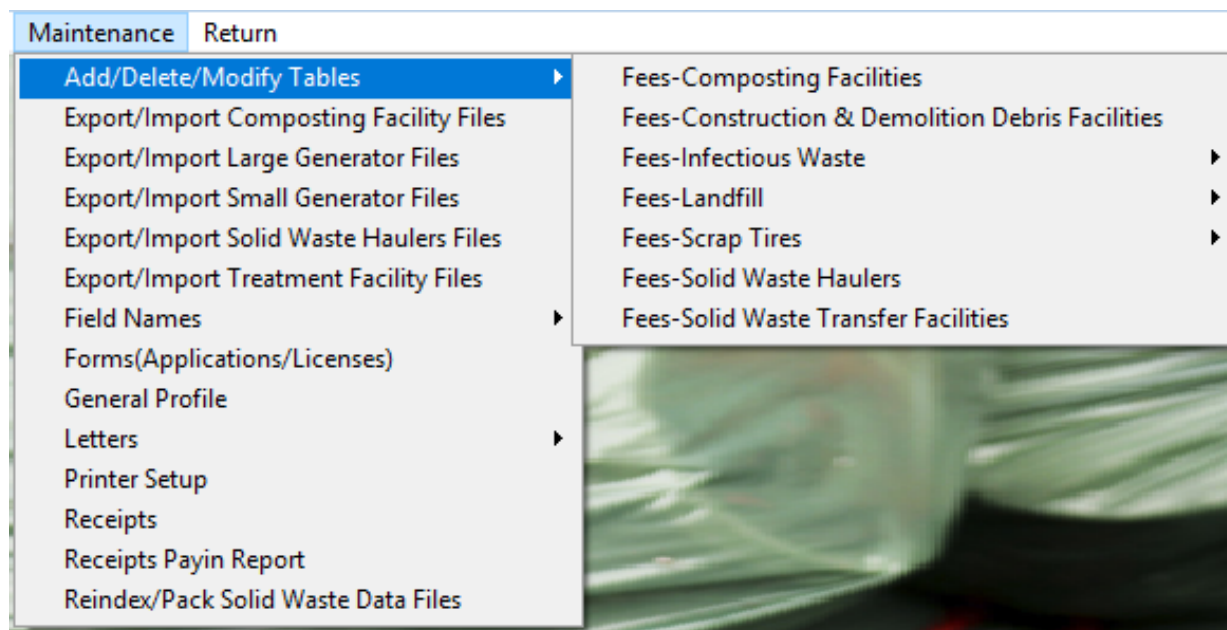 Maintenance Return
Add/Delete/Modify Tables
Export/Import Composting Facility Files
Export/Import Large Generator Files
Export/Import Small Generator Files
Export/Import Solid Waste Haulers Files
Export/Import Treatment Facility Files
Field Names
Forms(Applications/Licenses)
General Profile
Letters
Printer Setup
Receipts
Receipts Payin Report
Reindex/Pack Solid Waste Data Files
Fees-Composting Facilities
Fees-Construction & Demolition Debris Facilities
Fees-Infectious Waste
Fees-Landfill
Fees-Scrap Tires
Fees-Solid Waste Haulers
Fees-Solid Waste Transfer Facilities